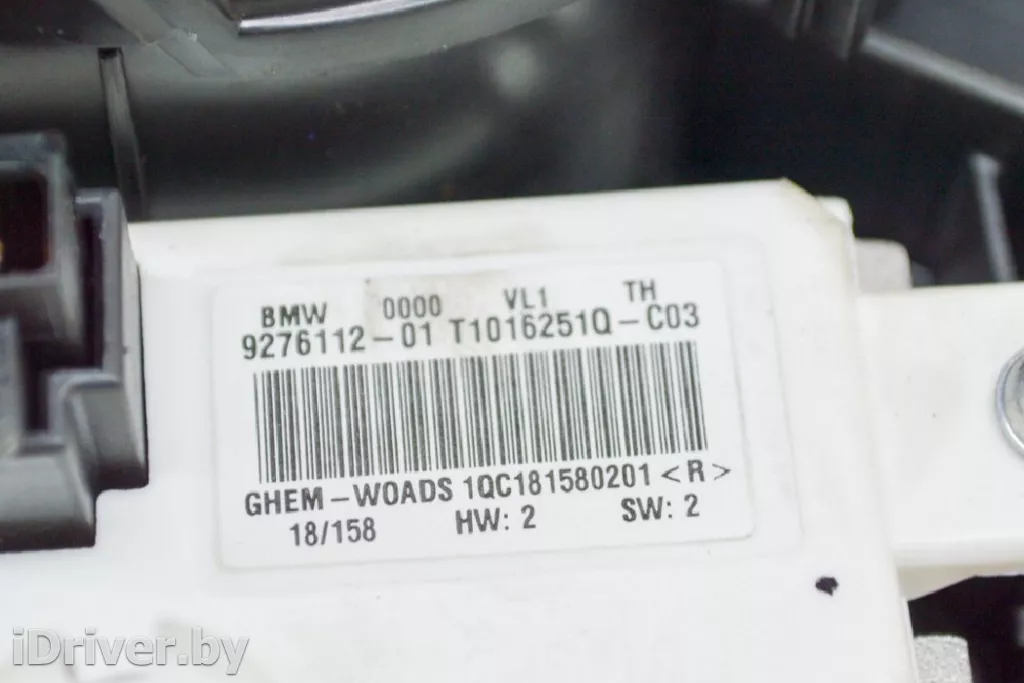 BMW 0000 VL1 TH
9276112-01 T1016251Q-C03
GHEM-WOADS 1QC181580201 <R>
18/158 HW: 2 SW: 2
iDriver.by